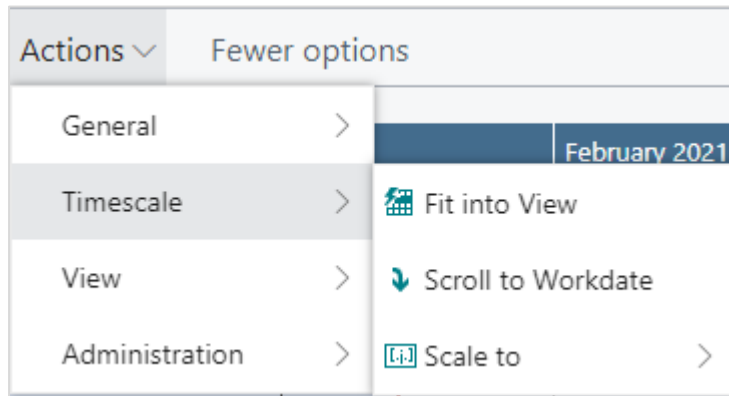 Actions Fewer options
General
February 2021
Timescale
Fit into View
View
Scroll to Workdate
Administration
Scale to